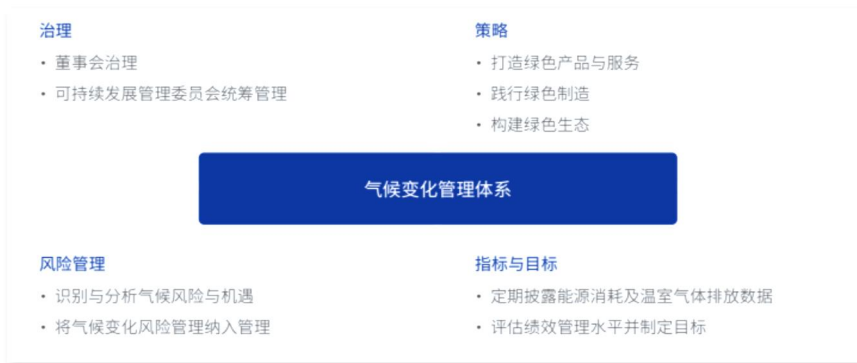 治理
• 董事会治理
• 可持续发展管理委员会统筹管理
策略
• 打造绿色产品与服务
• 践行绿色制造
• 构建绿色生态
气候变化管理体系
风险管理
• 识别与分析气候风险与机遇
• 将气候变化风险管理纳入管理
指标与目标
• 定期披露能源消耗及温室气体排放数据
• 评估绩效管理水平并制定目标